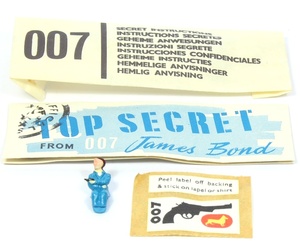 007
SECRET INSTRUCTIONS
INSTRUCTIONS SECRETES
GEHEIME ANWEISUNGEN
INSTRUZIONI SEGRETE
INSTRUCCIONES CONFIDENCIALES
GEHEIME INSTRUCTIES
HEMMELIGE ANVISNINGER
HEMLIG ANVISNING
TOP SECRET
FROM 007 James Bond
Peel label off backing
& stick on lapel or shirt
007